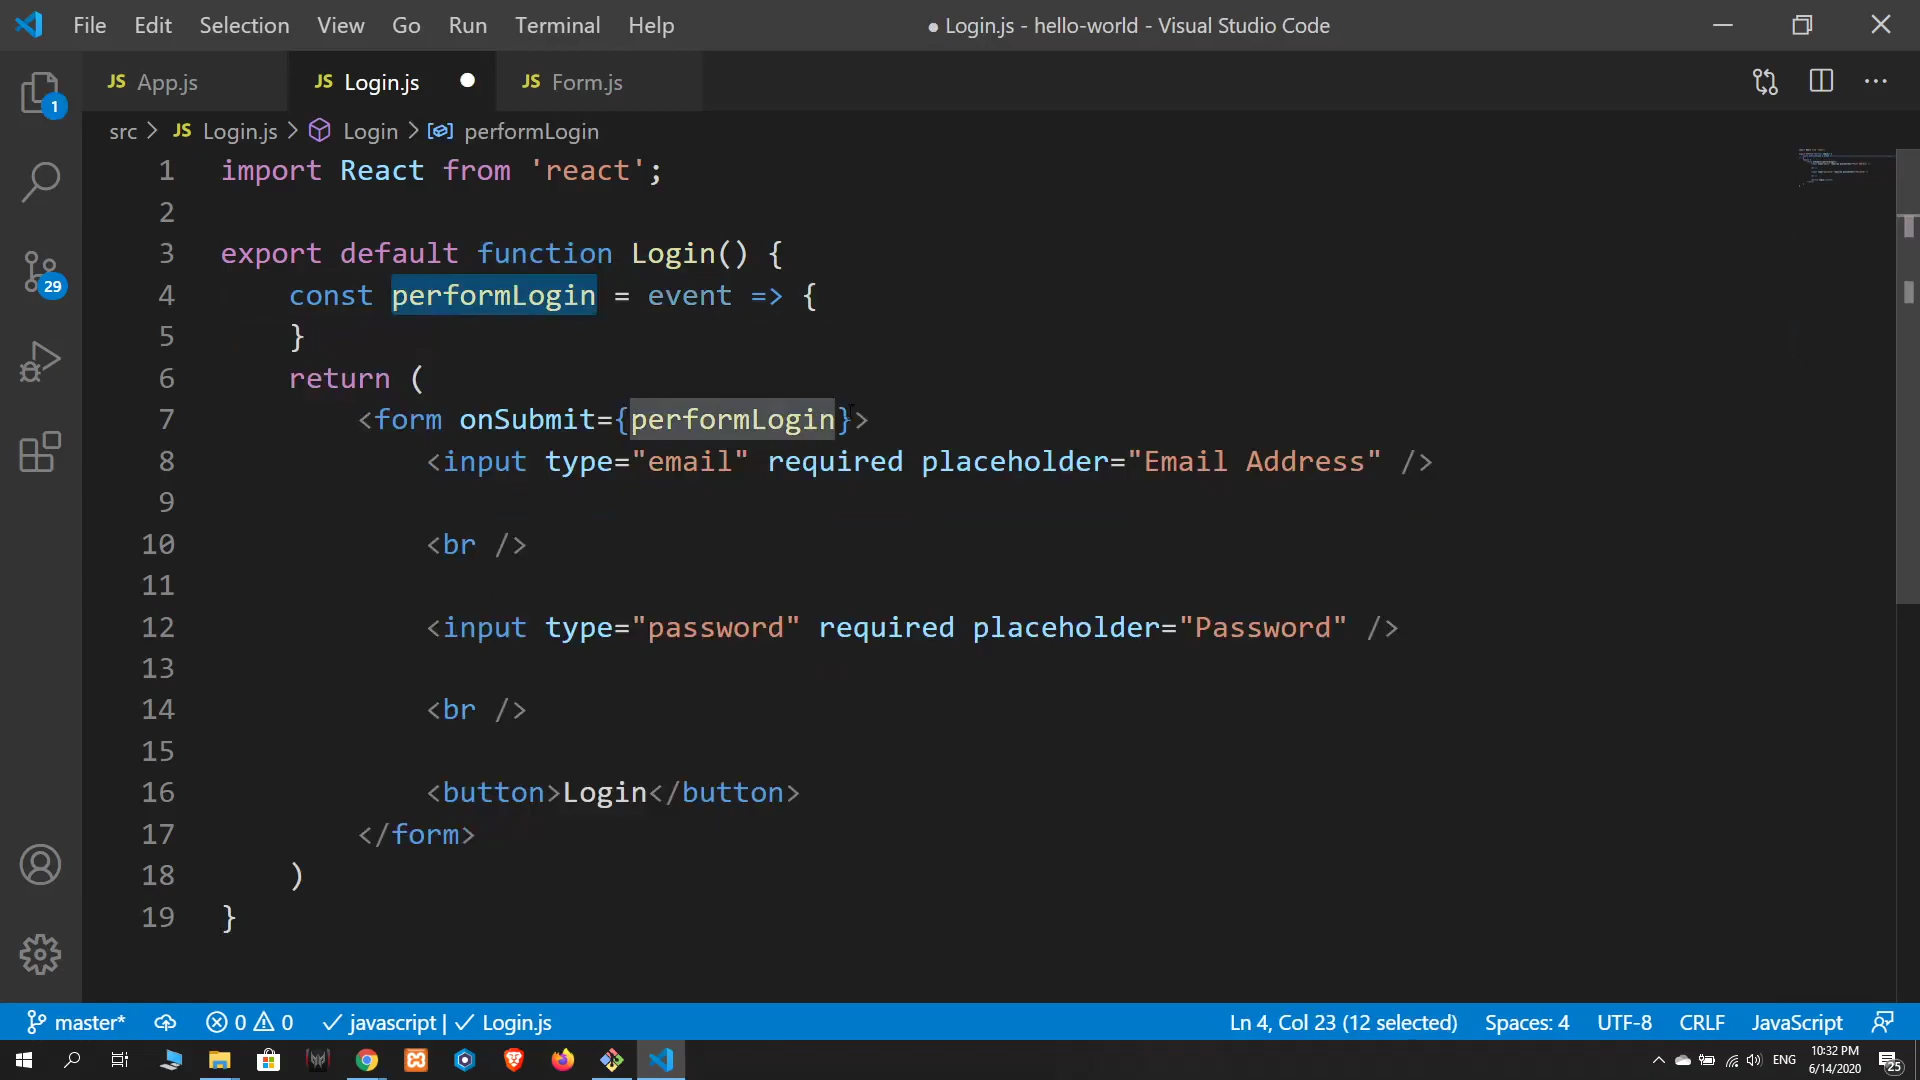 File Edit Selection View Go Run Terminal Help ● Login.js - hello-world - Visual Studio Code
JS App.js JS Login.js ● JS Form.js
1
src > JS Login.js > Login > performLogin
1 import React from 'react';
2
3 export default function Login() {
4 const performLogin = event => {
29
5 }
6 return (
7 <form onSubmit={performLogin}>
8 <input type="email" required placeholder="Email Address" />
9
10 <br />
11
12 <input type="password" required placeholder="Password" />
13
14 <br />
15
16 <button>Login</button>
17 </form>
18 )
19 }
master* 0 0 javascript | Login.js Ln 4, Col 23 (12 selected) Spaces: 4 UTF-8 CRLF JavaScript
ENG 10:32 PM
6/14/2020 25